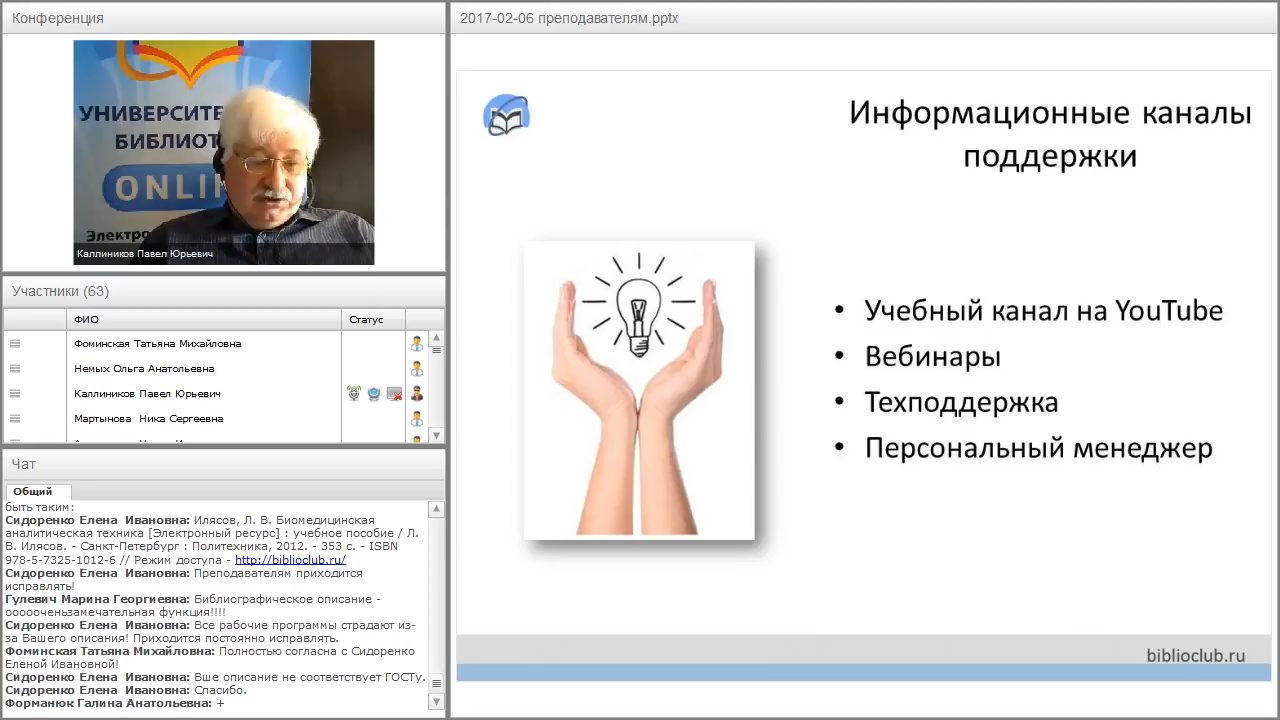 Конференция
УНИВЕРСИТЕ
БИБЛИОТ
ONLI
Электро
Каллиников Павел Юрьевич
Участники (63)
ФИО Статус
Фоминская Татьяна Михайловна
Немых Ольга Анатольевна
Каллиников Павел Юрьевич
Мартынова Ника Сергеевна
Чат
Общий
быть таким:
Сидоренко Елена Ивановна: Илясов, Л. В. Биомедицинская
аналитическая техника [Электронный ресурс] : учебное пособие / Л.
В. Илясов. - Санкт-Петербург : Политехника, 2012. - 353 с. - ISBN
978-5-7325-1012-6 // Режим доступа - http://biblioclub.ru/
Сидоренко Елена Ивановна: Преподавателям приходится
исправлять!
Гулевич Марина Георгиевна: Библиографическое описание -
ооооченьзамечательная функция!!!!
Сидоренко Елена Ивановна: Все рабочие программы страдают из-
за Вашего описания! Приходится постоянно исправлять.
Фоминская Татьяна Михайловна: Полностью согласна с Сидоренко
Еленой Ивановной!
Сидоренко Елена Ивановна: Вше описание не соответствует ГОСТу.
Сидоренко Елена Ивановна: Спасибо.
Форманюк Галина Анатольевна: +
2017-02-06 преподавателям.pptx
Информационные каналы
поддержки
• Учебный канал на YouTube
• Вебинары
• Техподдержка
• Персональный менеджер
biblioclub.ru